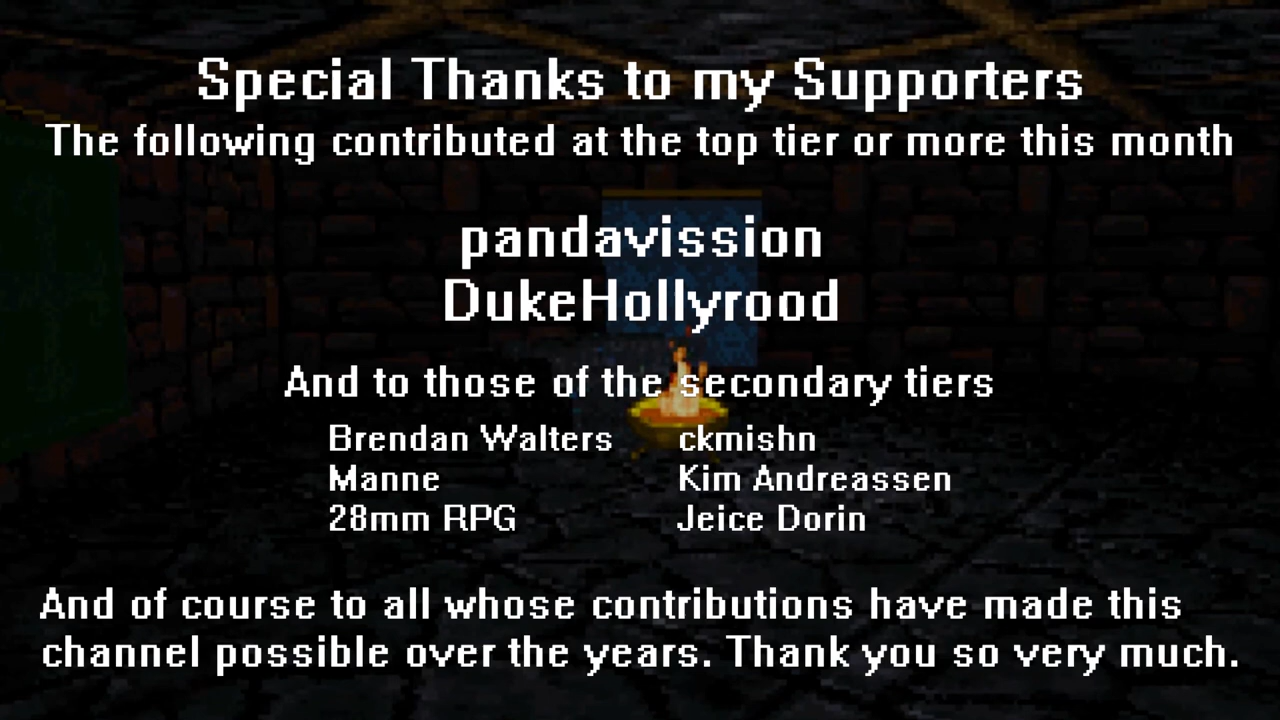 Special Thanks to my Supporters
The following contributed at the top tier or more this month
pandavission
DukeHollyrood
And to those of the secondary tiers
Brendan Walters ckmishn
Manne Kim Andreassen
28mm RPG Jeice Dorin
And of course to all whose contributions have made this
channel possible over the years. Thank you so very much.